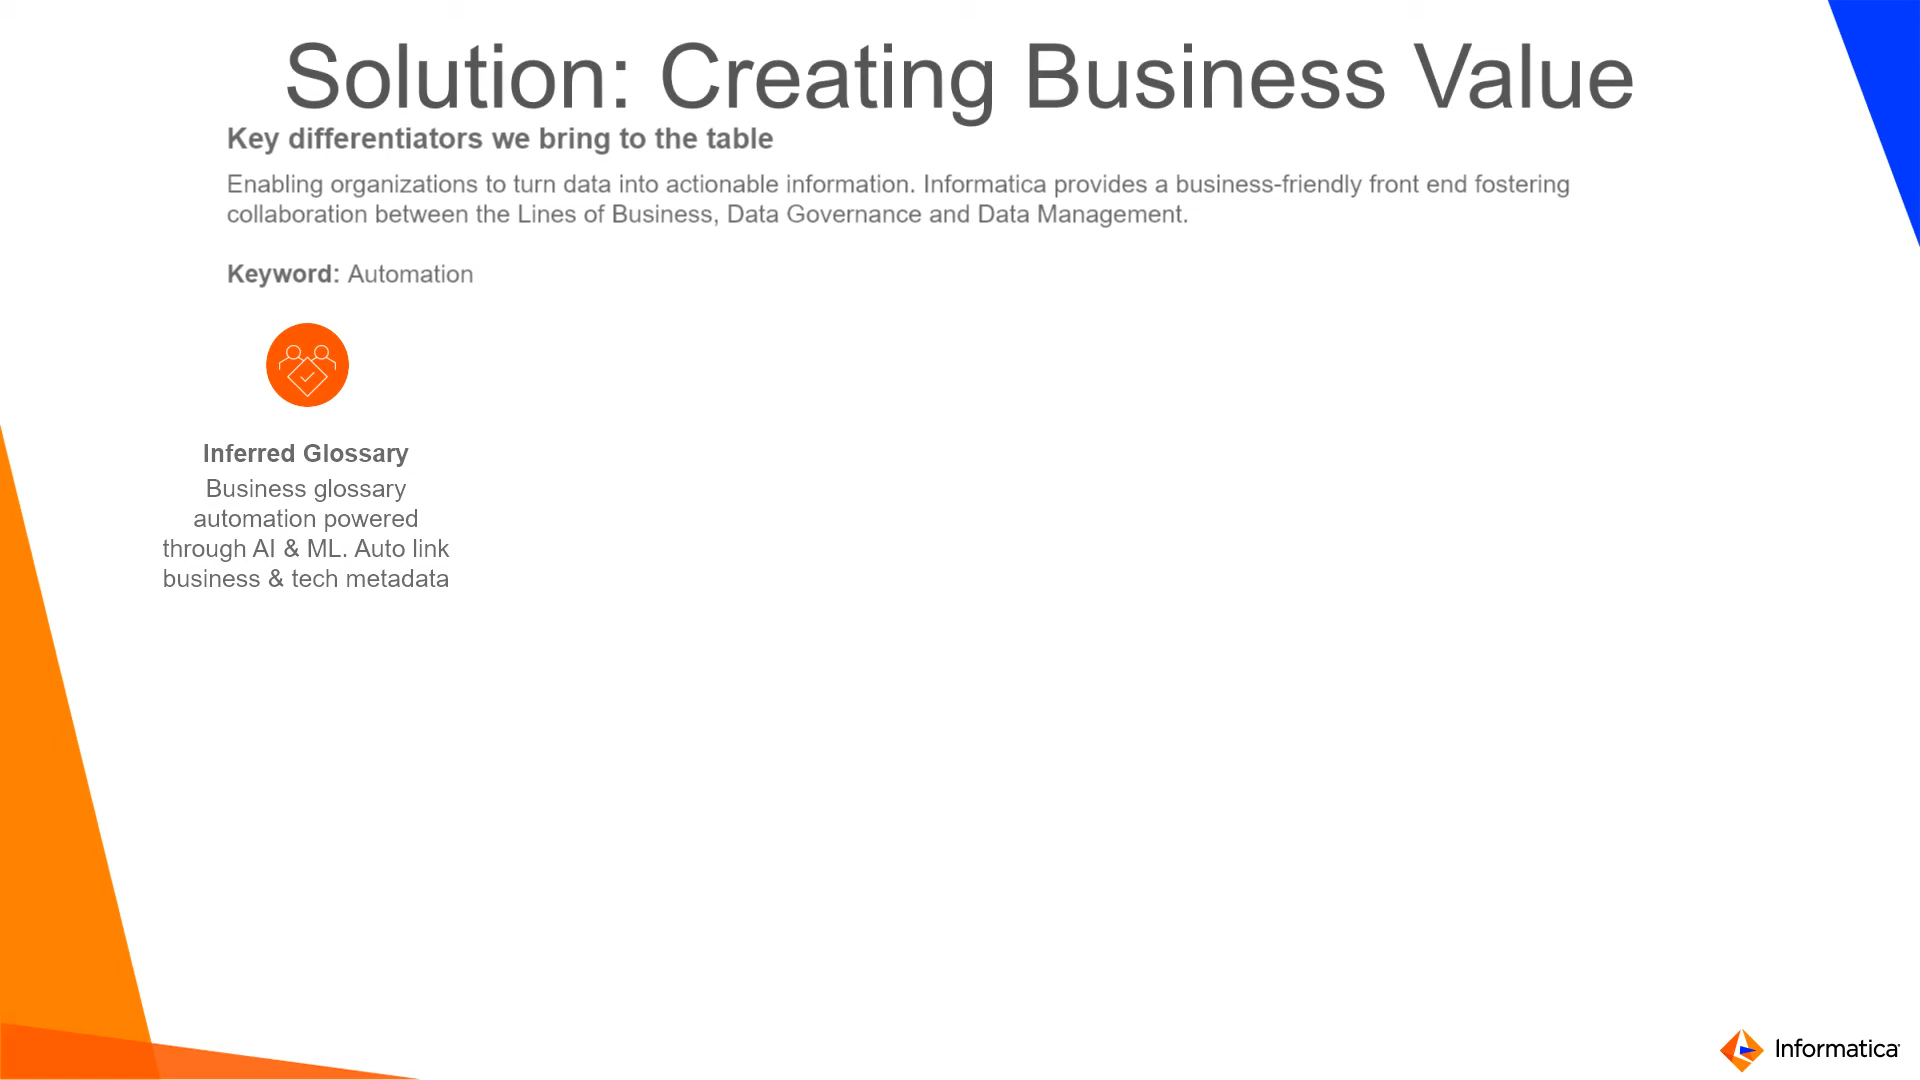 Solution: Creating Business Value
Key differentiators we bring to the table
Enabling organizations to turn data into actionable information. Informatica provides a business-friendly front end fostering
collaboration between the Lines of Business, Data Governance and Data Management.
Keyword: Automation
Inferred Glossary
Business glossary
automation powered
through AI & ML. Auto link
business & tech metadata
Informatica